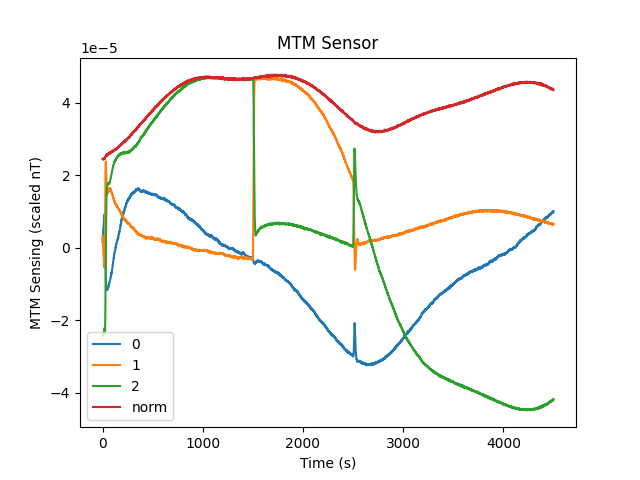 MTM Sensor
1e−5
MTM Sensing (scaled nT)
4
2
0
−2
−4
0
1
2
norm
0
1000
2000
3000
4000
Time (s)